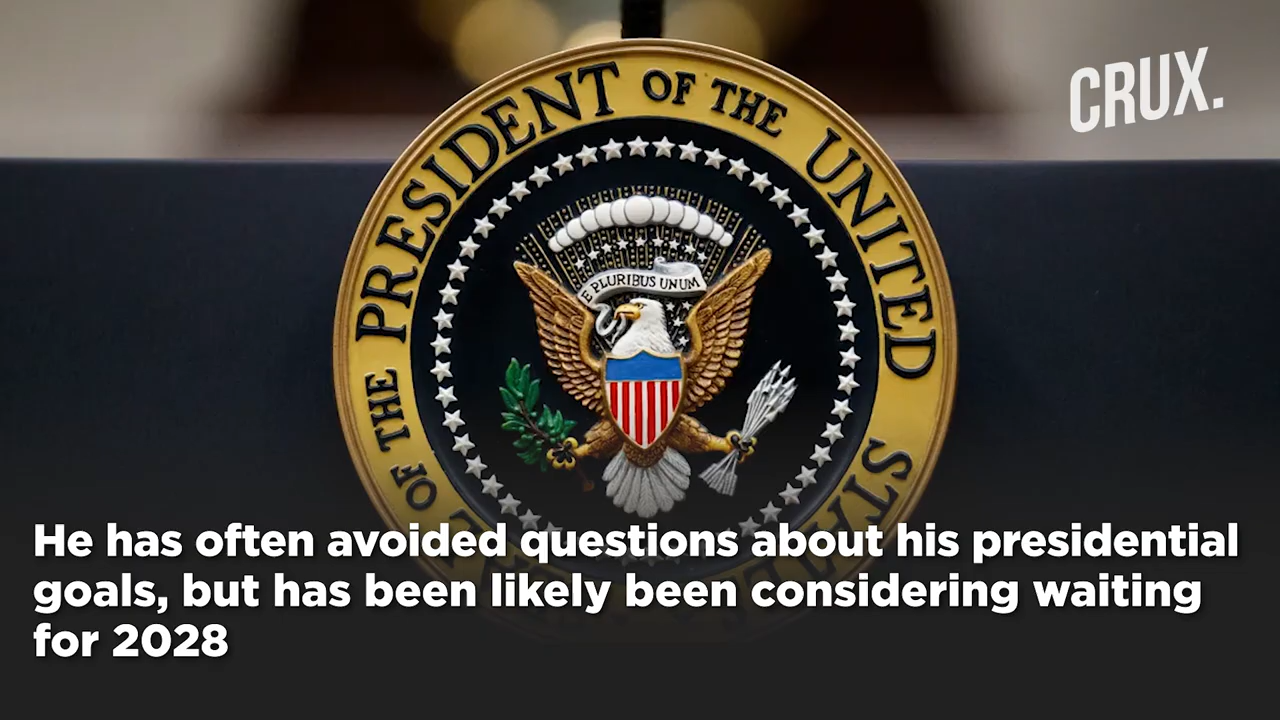 CRUX.
SEAL OF THE PRESIDENT OF THE UNITED STATES
E PLURIBUS UNUM
He has often avoided questions about his presidential
goals, but has been likely been considering waiting
for 2028